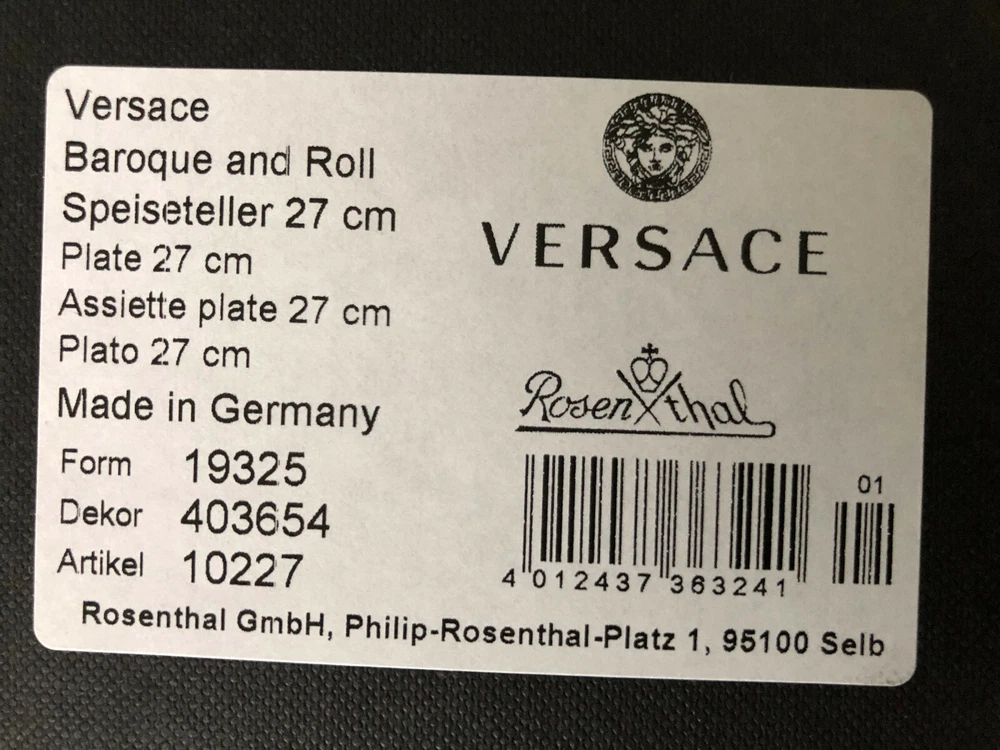 Versace
Baroque and Roll
Speiseteller 27 cm
Plate 27 cm
Assiette plate 27 cm
Plato 27 cm
Made in Germany
Form 19325
Dekor 403654
Artikel 10227
VERSACE
Rosenthal
01
4 012437 363241
Rosenthal GmbH, Philip-Rosenthal-Platz 1, 95100 Selb